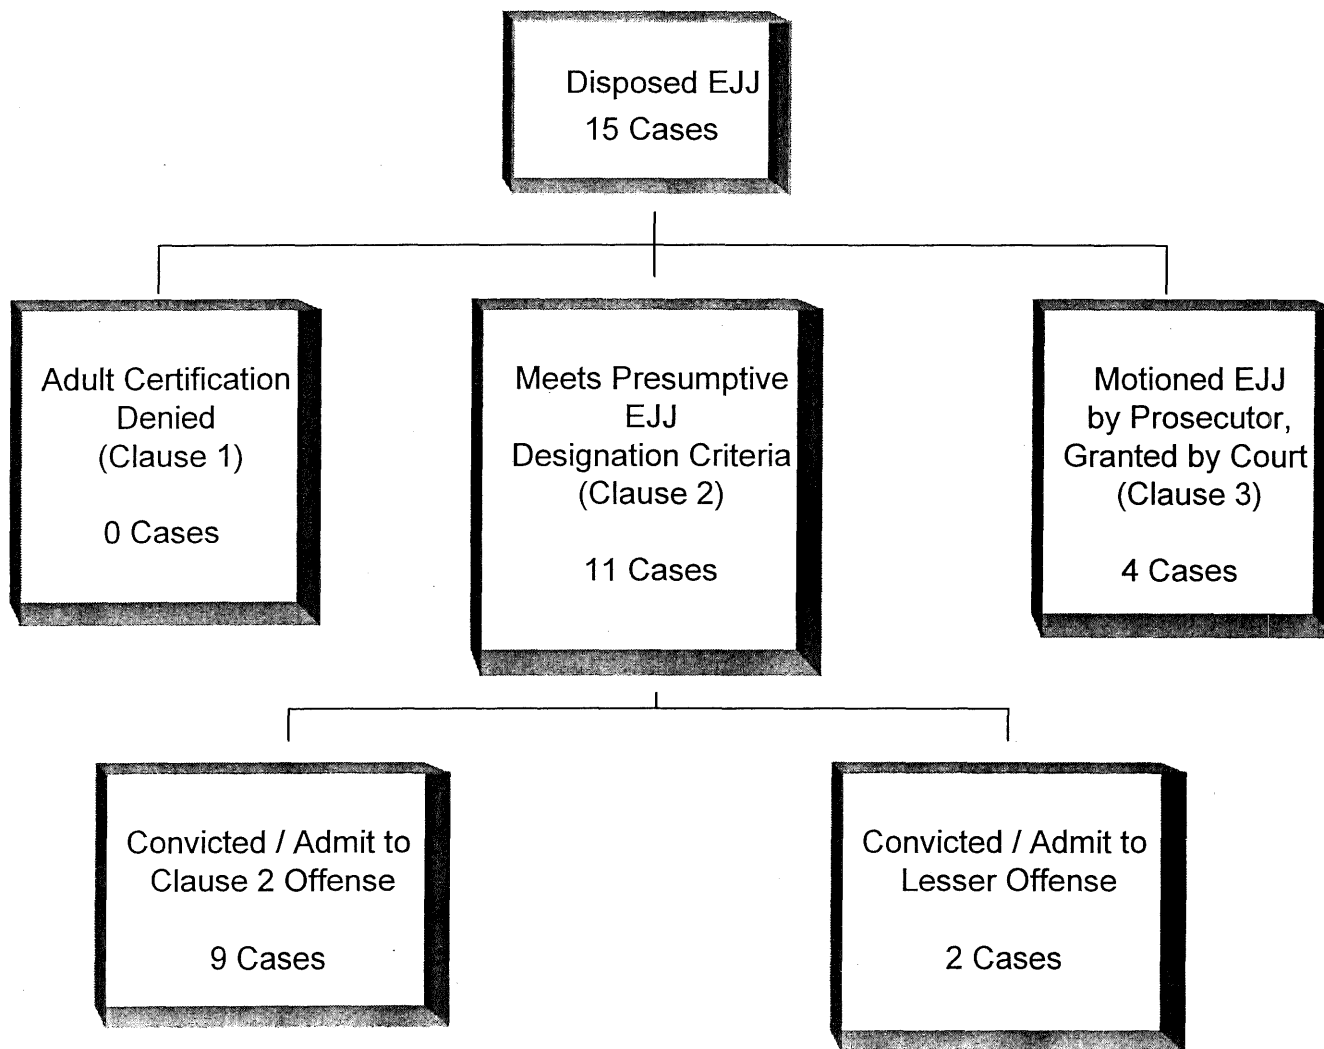 Disposed EJJ
15 Cases
Adult Certification
Denied
(Clause 1)
0 Cases
Meets Presumptive
EJJ
Designation Criteria
(Clause 2)
11 Cases
Motioned EJJ
by Prosecutor,
Granted by Court
(Clause 3)
4 Cases
Convicted / Admit to
Clause 2 Offense
9 Cases
Convicted / Admit to
Lesser Offense
2 Cases